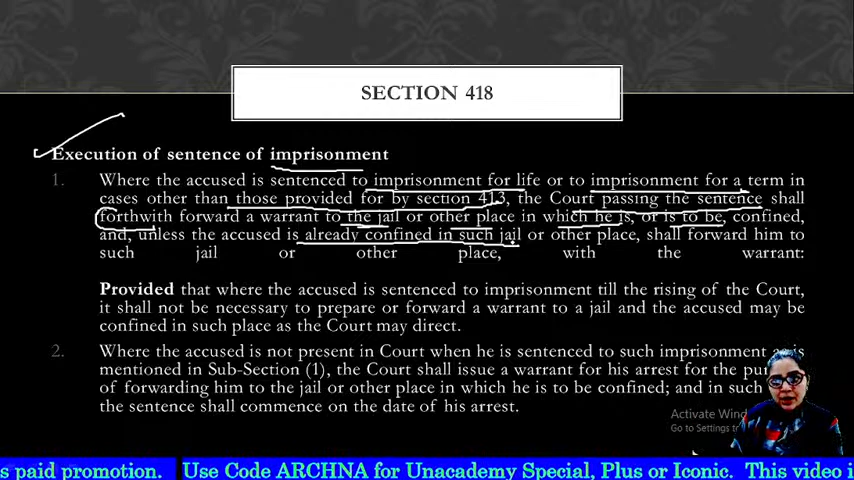 SECTION 418
Execution of sentence of imprisonment
1. Where the accused is sentenced to imprisonment for life or to imprisonment for a term in
cases other than those provided for by section 413, the Court passing the sentence shall
forthwith forward a warrant to the jail or other place in which he is, or is to be, confined,
and, unless the accused is already confined in such jail or other place, shall forward him to
such jail or other place, with the warrant:
Provided that where the accused is sentenced to imprisonment till the rising of the Court,
it shall not be necessary to prepare or forward a warrant to a jail and the accused may be
confined in such place as the Court may direct.
2. Where the accused is not present in Court when he is sentenced to such imprisonment as is
mentioned in Sub-Section (1), the Court shall issue a warrant for his arrest for the
of forwarding him to the jail or other place in which he is to be confined; and in such
the sentence shall commence on the date of his arrest.
Activate
Go to Settings
s paid promotion. Use Code ARCHNA for Unacademy Special, Plus or Iconic. This video i